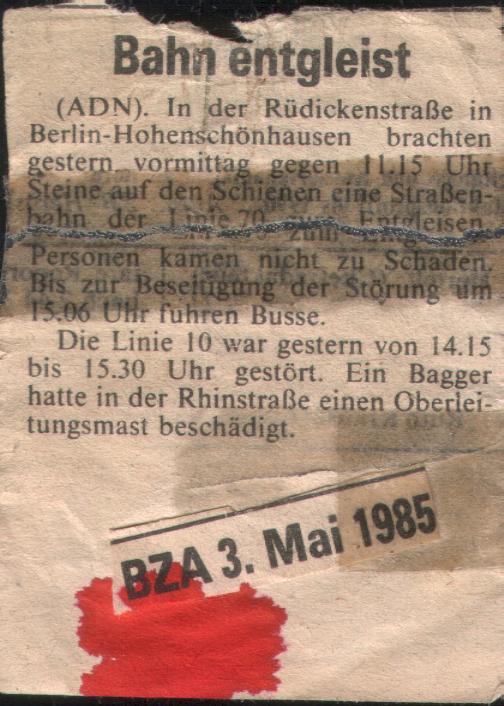 Bahn entgleist
(ADN). In der Rüdickenstraße in
Berlin-Hohenschönhausen brachten
gestern vormittag gegen 11.15 Uhr
Steine auf den Schienen eine Straßen-
bahn der Linie 70 zum Entgleisen.
Personen kamen nicht zu Schaden.
Bis zur Beseitigung der Störung um
15.06 Uhr fuhren Busse.
Die Linie 10 war gestern von 14.15
bis 15.30 Uhr gestört. Ein Bagger
hatte in der Rhinstraße einen Oberlei-
tungsmast beschädigt.
BZA 3. Mai 1985